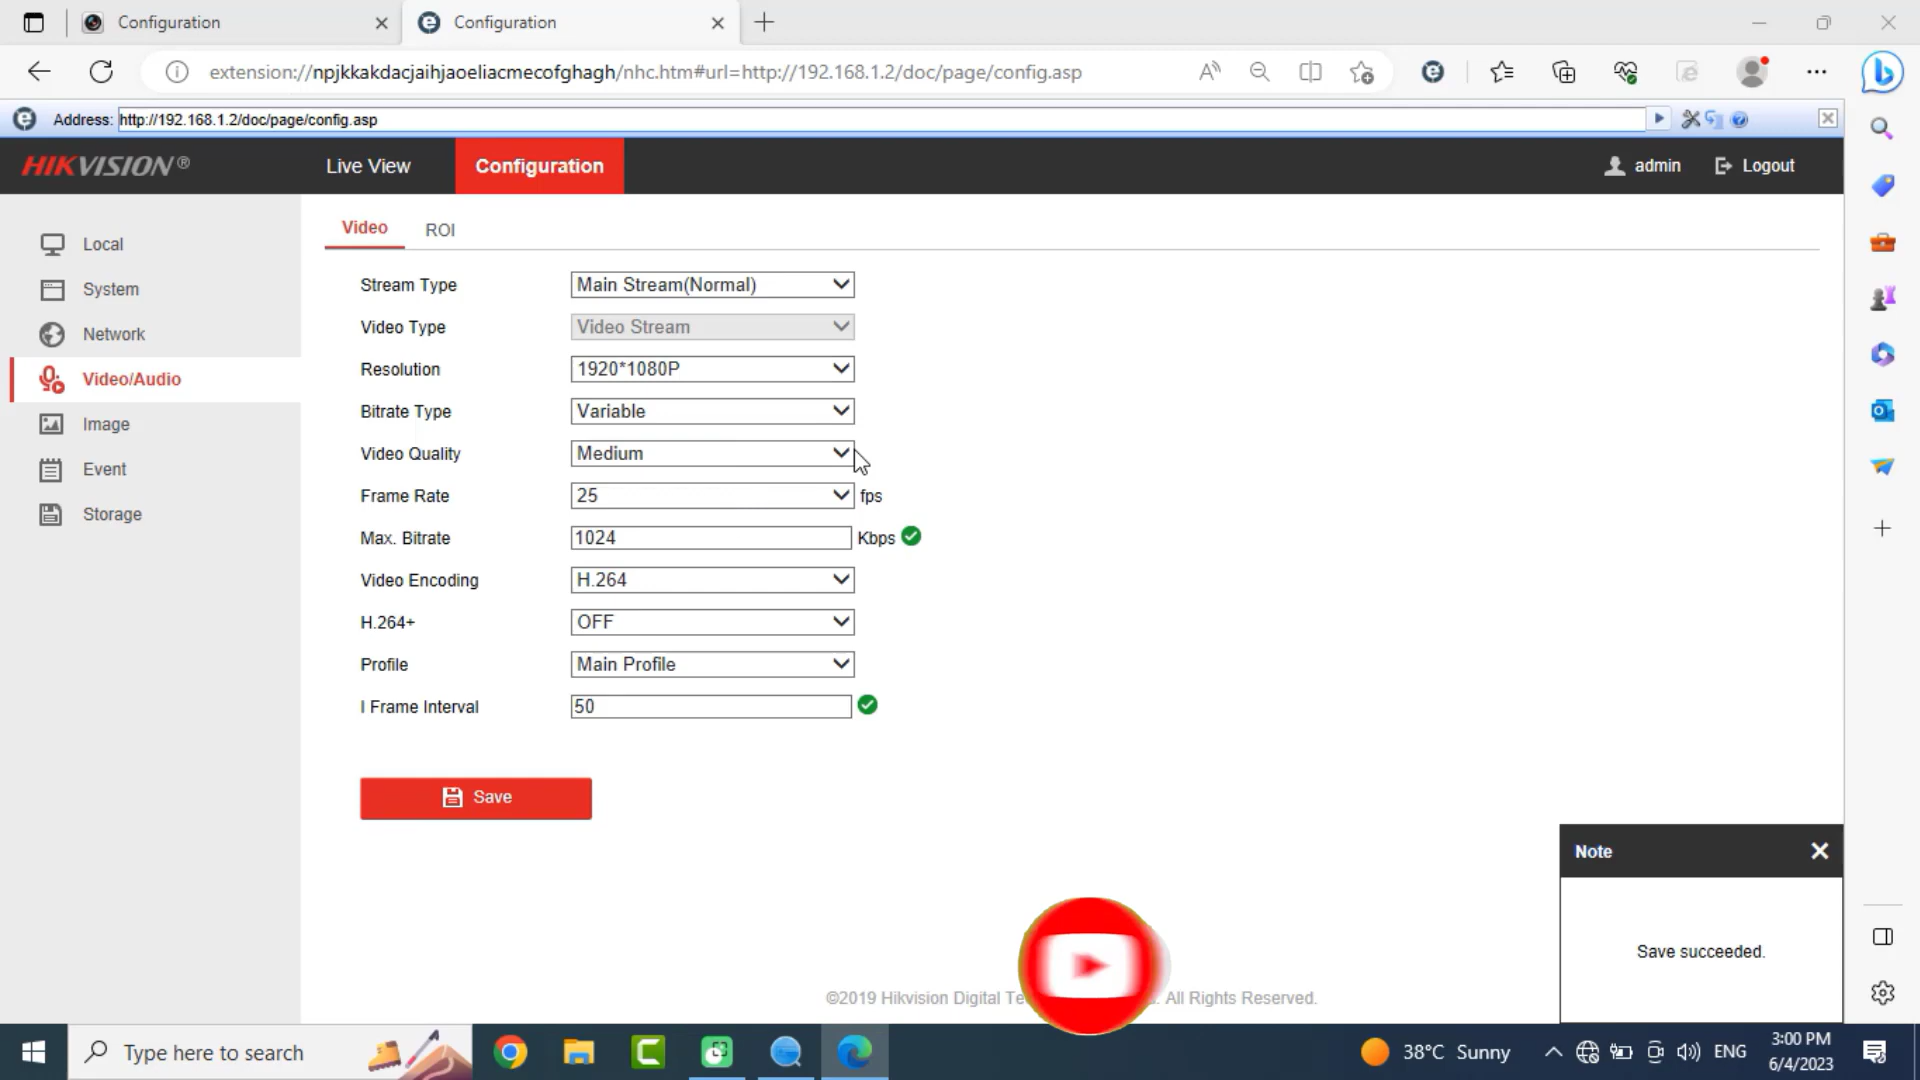 Configuration
Configuration
extension://npjkkakdacjaihjaoeliacmecofghagh/nhc.htm#url=http://192.168.1.2/doc/page/config.asp
Address: http://192.168.1.2/doc/page/config.asp
HIKVISION®
Live View
Configuration
admin
Logout
Local
System
Network
Video/Audio
Image
Event
Storage
Video
ROI
Stream Type Main Stream(Normal)
Video Type Video Stream
Resolution 1920*1080P
Bitrate Type Variable
Video Quality Medium
Frame Rate 25 fps
Max. Bitrate 1024 Kbps
Video Encoding H.264
H.264+ OFF
Profile Main Profile
I Frame Interval 50
Save
Note
Save succeeded.
©2019 Hikvision Digital All Rights Reserved.
Type here to search
38°C Sunny
ENG
3:00 PM
6/4/2023